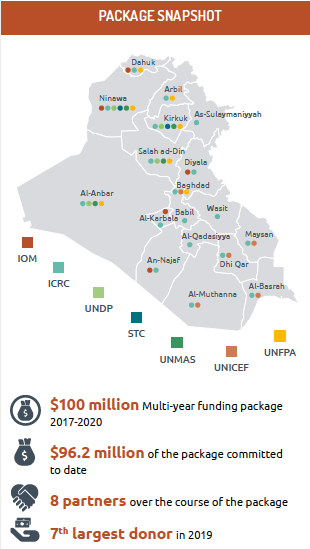 PACKAGE SNAPSHOT
Dahuk
Arbil
Ninawa
Kirkuk
As-Sulaymaniyyah
Salah ad-Din
Diyala
Baghdad
Al-Anbar
Babil
Wasit
Al-Karbala
Al-Qadasiyya
Maysan
An-Najaf
Dhi Qar
Al-Basrah
Al-Muthanna
IOM
ICRC
UNDP
STC
UNMAS
UNICEF
UNFPA
$100 million Multi-year funding package
2017-2020
$96.2 million of the package committed
to date
8 partners over the course of the package
7th largest donor in 2019